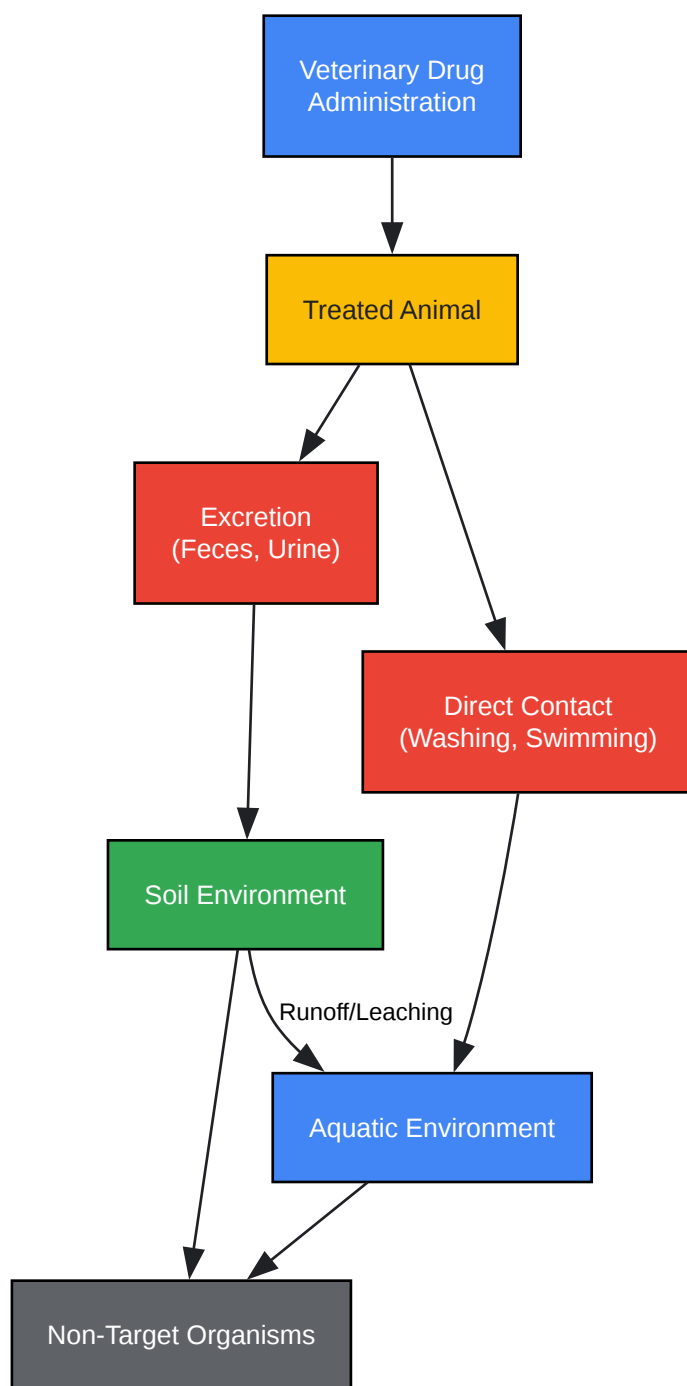 Veterinary Drug
Administration
Treated Animal
Excretion
(Feces, Urine)
Direct Contact
(Washing, Swimming)
Soil Environment
Runoff/Leaching
Aquatic Environment
Non-Target Organisms